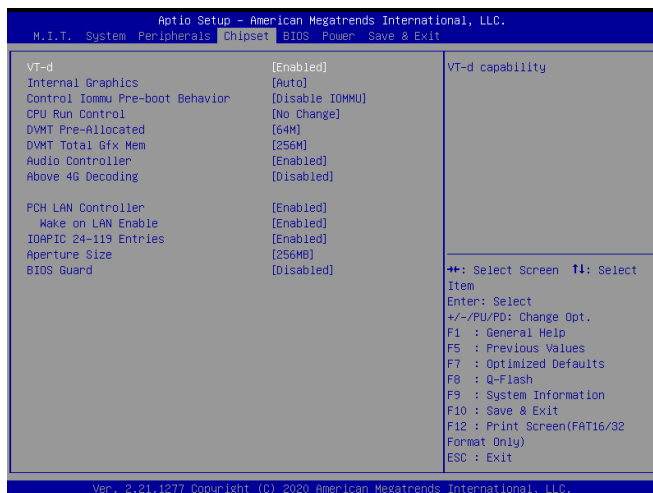 Aptio Setup – American Megatrends International, LLC.
M.I.T. System Peripherals Chipset BIOS Power Save & Exit
VT-d [Enabled]
Internal Graphics [Auto]
Control Iommu Pre-boot Behavior [Disable IOMMU]
CPU Run Control [No Change]
DVMT Pre-Allocated [64M]
DVMT Total Gfx Mem [256M]
Audio Controller [Enabled]
Above 4G Decoding [Disabled]
PCH LAN Controller [Enabled]
Wake on LAN Enable [Enabled]
IOAPIC 24-119 Entries [Enabled]
Aperture Size [256MB]
BIOS Guard [Disabled]
VT-d capability
→←: Select Screen ↑↓: Select
Item
Enter: Select
+/-/PU/PD: Change Opt.
F1 : General Help
F5 : Previous Values
F7 : Optimized Defaults
F8 : Q-Flash
F9 : System Information
F10 : Save & Exit
F12 : Print Screen(FAT16/32
Format Only)
ESC : Exit
Ver. 2.21.1277 Copyright (C) 2020 American Megatrends International, LLC.